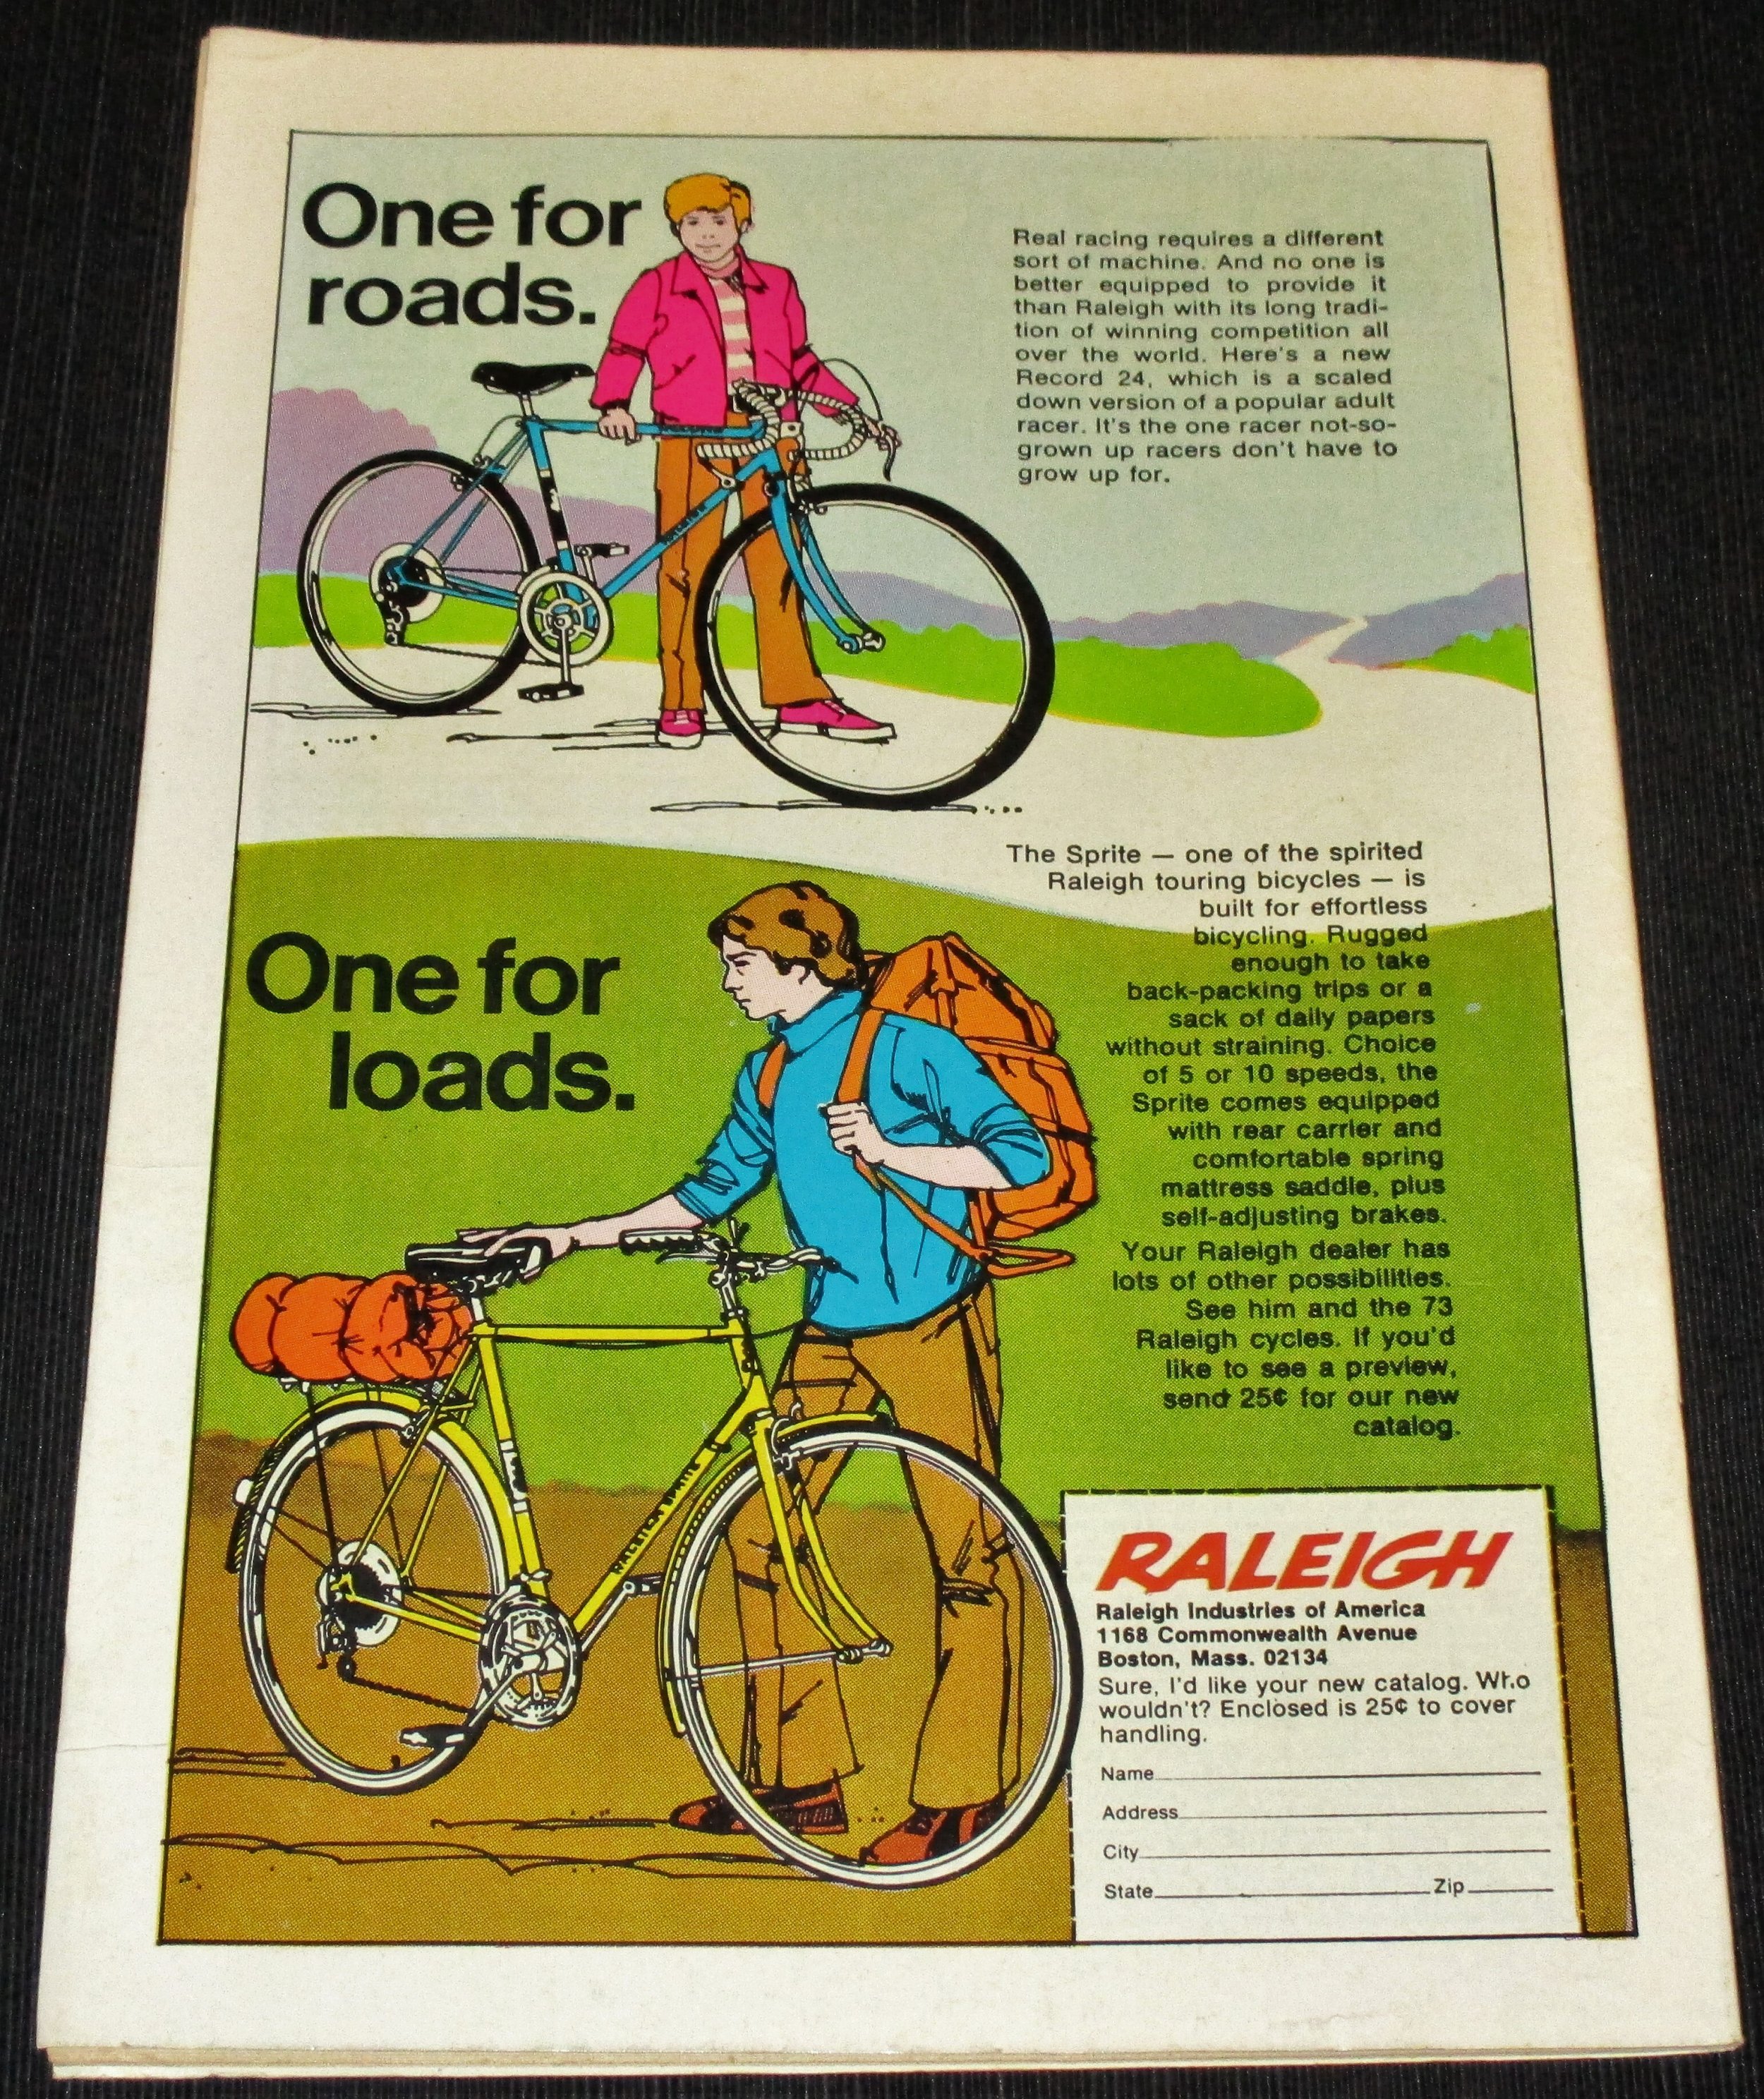 One for
roads.
Real racing requires a different
sort of machine. And no one is
better equipped to provide it
than Raleigh with its long tradi-
tion of winning competition all
over the world. Here's a new
Record 24, which is a scaled
down version of a popular adult
racer. It's the one racer not-so-
grown up racers don't have to
grow up for.
RALEIGH
The Sprite — one of the spirited
Raleigh touring bicycles — is
built for effortless
bicycling. Rugged
enough to take
back-packing trips or a
sack of daily papers
without straining. Choice
of 5 or 10 speeds, the
Sprite comes equipped
with rear carrier and
comfortable spring
mattress saddle, plus
self-adjusting brakes.
Your Raleigh dealer has
lots of other possibilities.
See him and the 73
Raleigh cycles. If you'd
like to see a preview,
send 25¢ for our new
catalog.
One for
loads.
RALEIGH SPRITE
RALEIGH
Raleigh Industries of America
1168 Commonwealth Avenue
Boston, Mass. 02134
Sure, I'd like your new catalog. Who
wouldn't? Enclosed is 25¢ to cover
handling.
Name
Address
City
State Zip